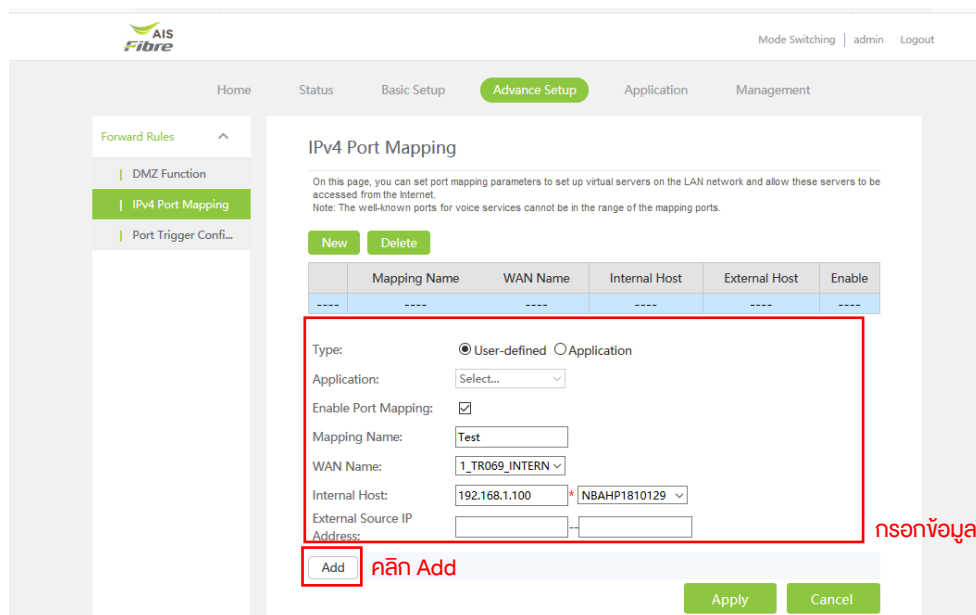 AIS
Fibre
Mode Switching | admin Logout
Home Status Basic Setup Advance Setup Application Management
Forward Rules
DMZ Function
IPv4 Port Mapping
Port Trigger Confi...
IPv4 Port Mapping
On this page, you can set port mapping parameters to set up virtual servers on the LAN network and allow these servers to be
accessed from the Internet.
Note: The well-known ports for voice services cannot be in the range of the mapping ports.
New Delete
Mapping Name WAN Name Internal Host External Host Enable
---- ---- ---- ---- ---- ----
Type: User-defined Application
Application: Select...
Enable Port Mapping:
Mapping Name: Test
WAN Name: 1_TR069_INTERN
Internal Host: 192.168.1.100 * NBAHP1810129
External Source IP
Address: --
กรอกข้อมูล
Add คลิก Add
Apply Cancel